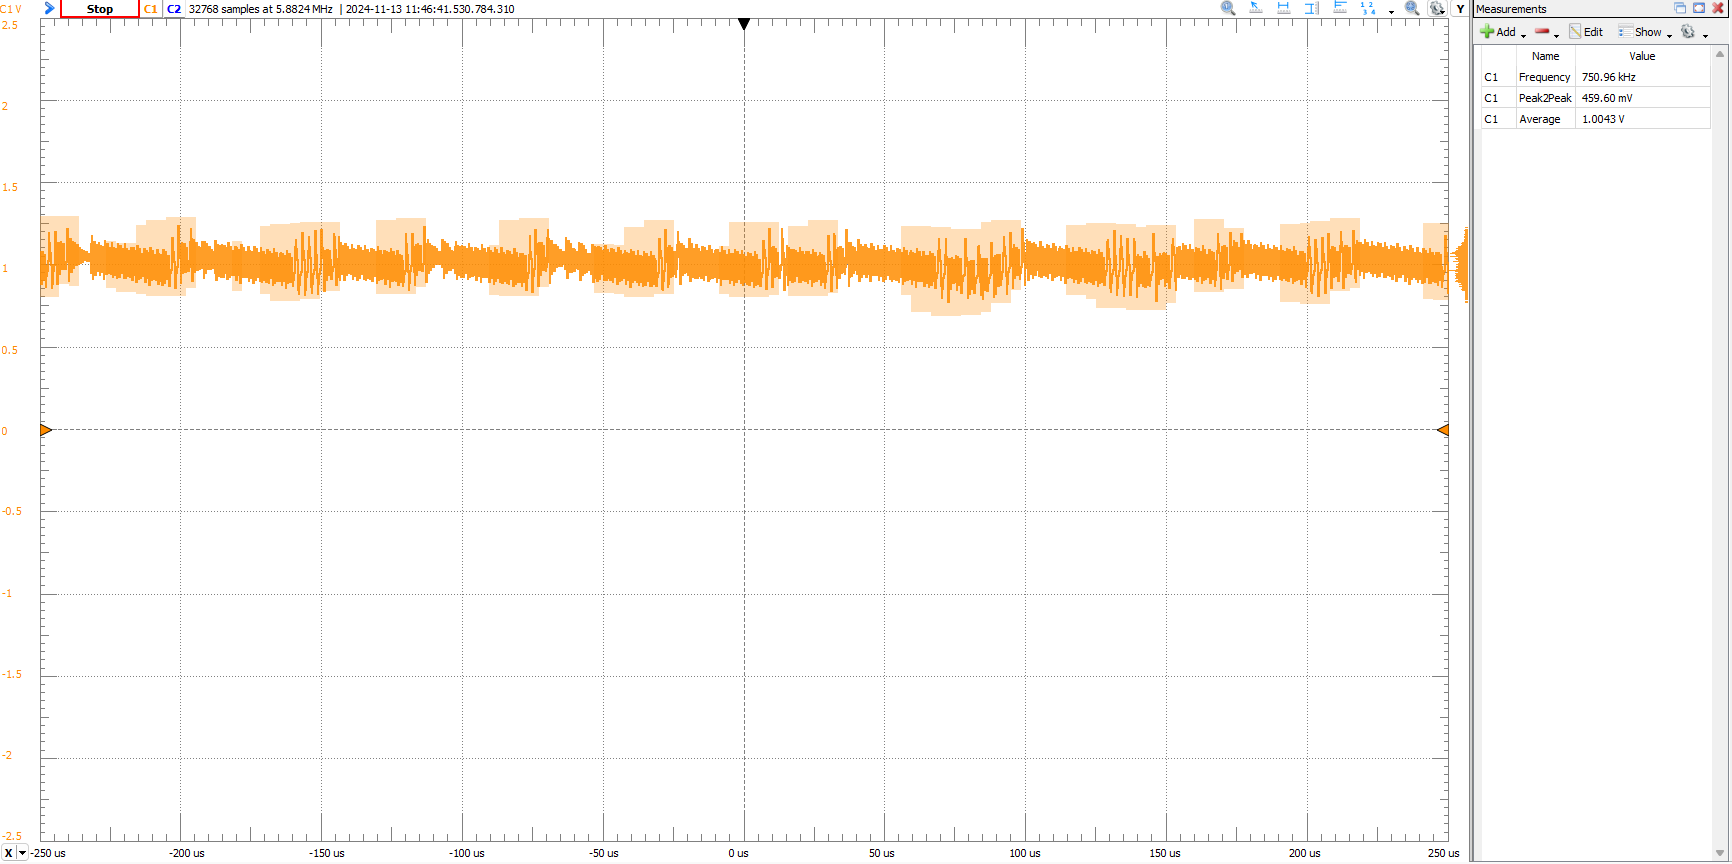 C1 V Stop C1 C2 32768 samples at 5.8824 MHz | 2024-11-13 11:46:41.530.784.310 Y
Measurements
Add Edit Show
Name Value
C1 Frequency 750.96 kHz
C1 Peak2Peak 459.60 mV
C1 Average 1.0043 V
2.5
2
1.5
1
0.5
0
-0.5
-1
-1.5
-2
-2.5
X -250 us -200 us -150 us -100 us -50 us 0 us 50 us 100 us 150 us 200 us 250 us